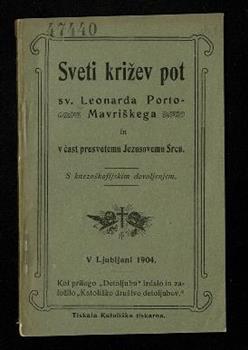 47440
Sveti križev pot
sv. Leonarda Porto-
Mavriškega
in
v čast presvetemu Jezusovemu Srcu.
S knezoškofijskim dovoljenjem.
V Ljubljani 1904.
Kot prilogo „Detoljubu“ izdalo in za-
ložilo „Katoliško društvo detoljubov.“
Tiskala Katoliška tiskarna.